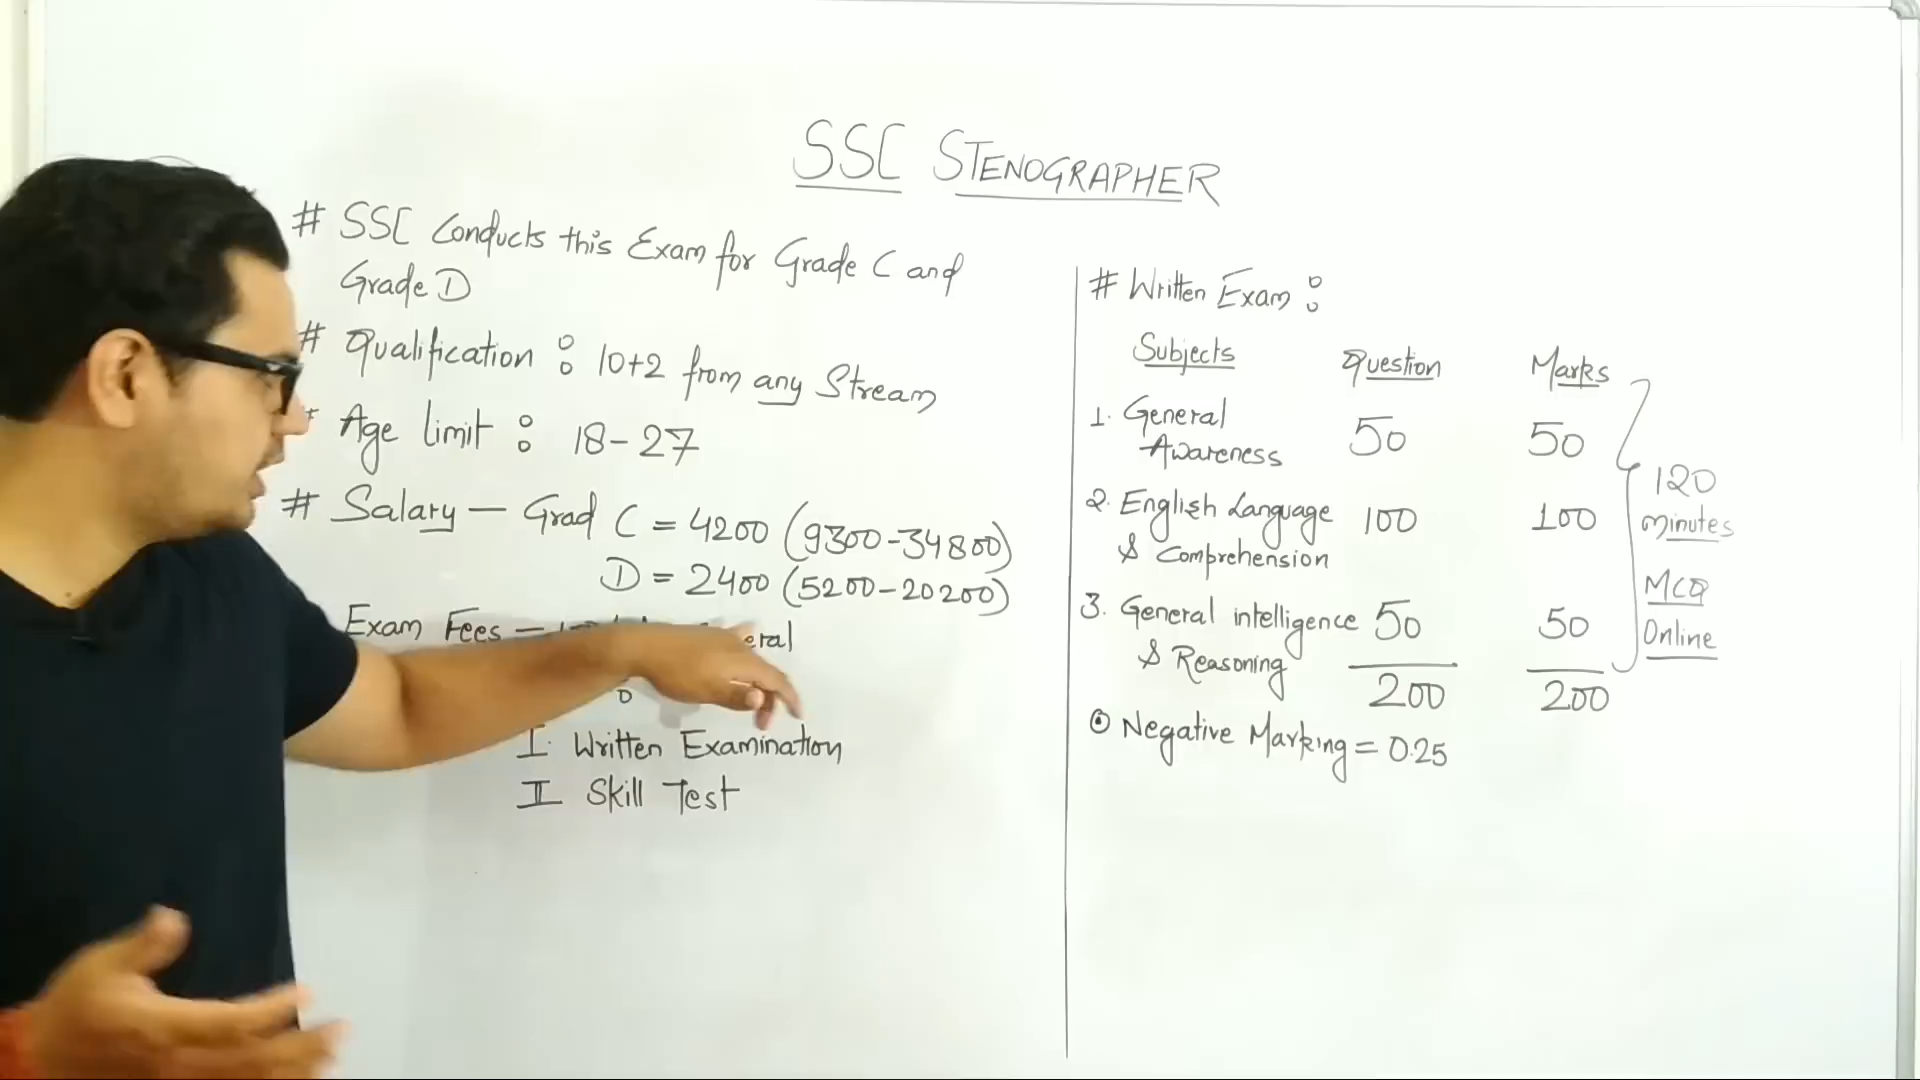 SSC STENOGRAPHER
# SSC Conducts this Exam for Grade C and
Grade D
# Qualification : 10+2 from any Stream
# Age limit : 18-27
# Salary — Grad C = 4200 (9300-34800)
D = 2400 (5200-20200)
Exam Fees —
I. Written Examination
II Skill Test
# Written Exam :
Subjects Question Marks
1. General
Awareness 50 50
2. English Language
& Comprehension 100 100
3. General intelligence
& Reasoning 50 50
200 200
120
minutes
MCQ
Online
Negative Marking = 0.25